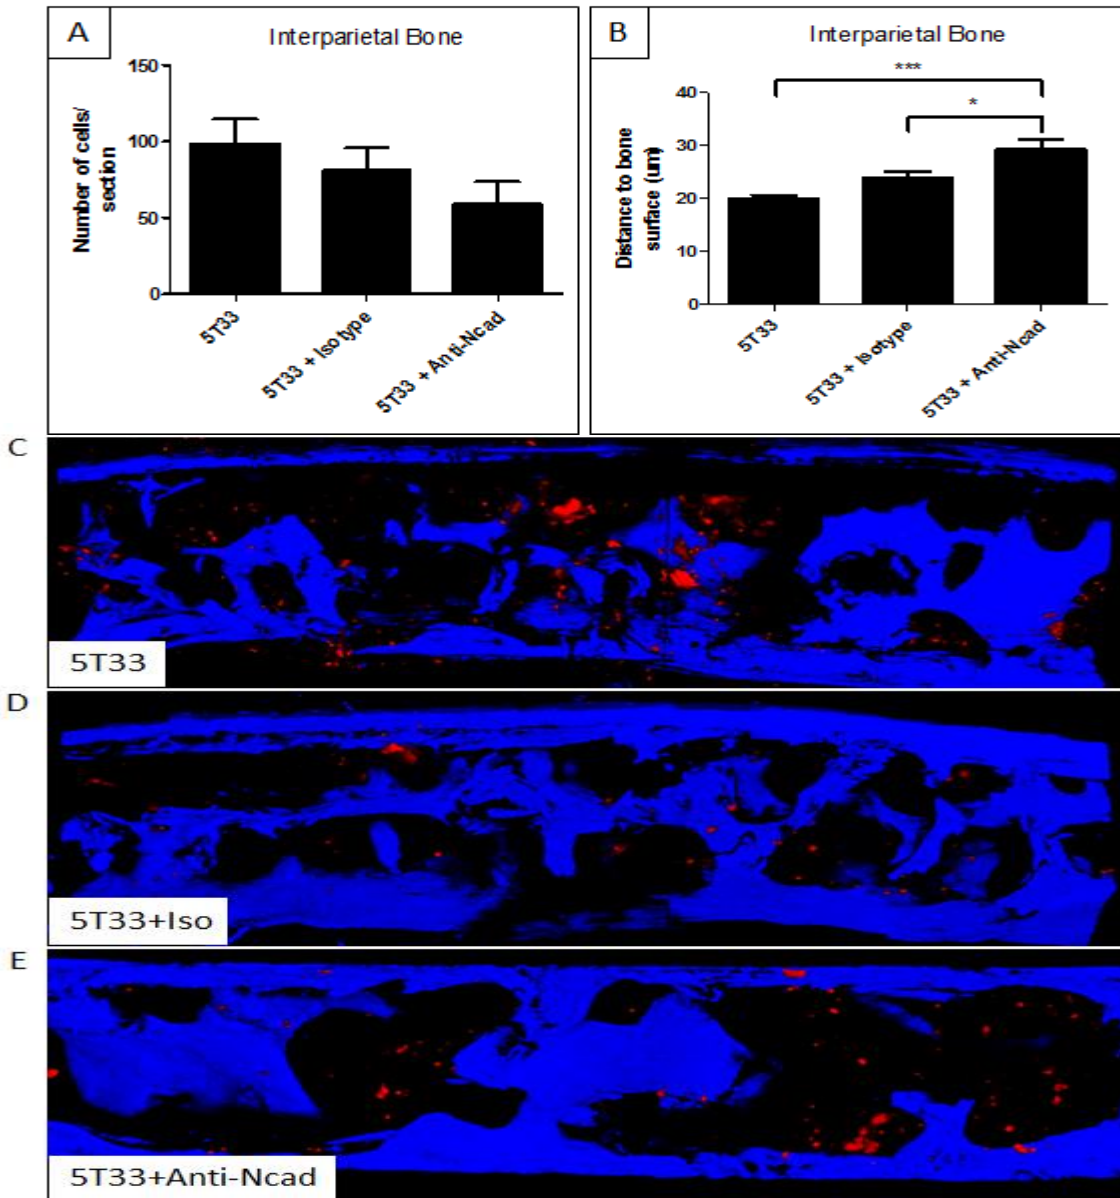 A
Interparietal Bone
Number of cells/
section
150
100
50
0
5T33
5T33 + Isotype
5T33 + Anti-Ncad
B
Interparietal Bone
***
*
Distance to bone
surface (um)
40
30
20
10
0
5T33
5T33 + Isotype
5T33 + Anti-Ncad
C
5T33
D
5T33+Iso
E
5T33+Anti-Ncad